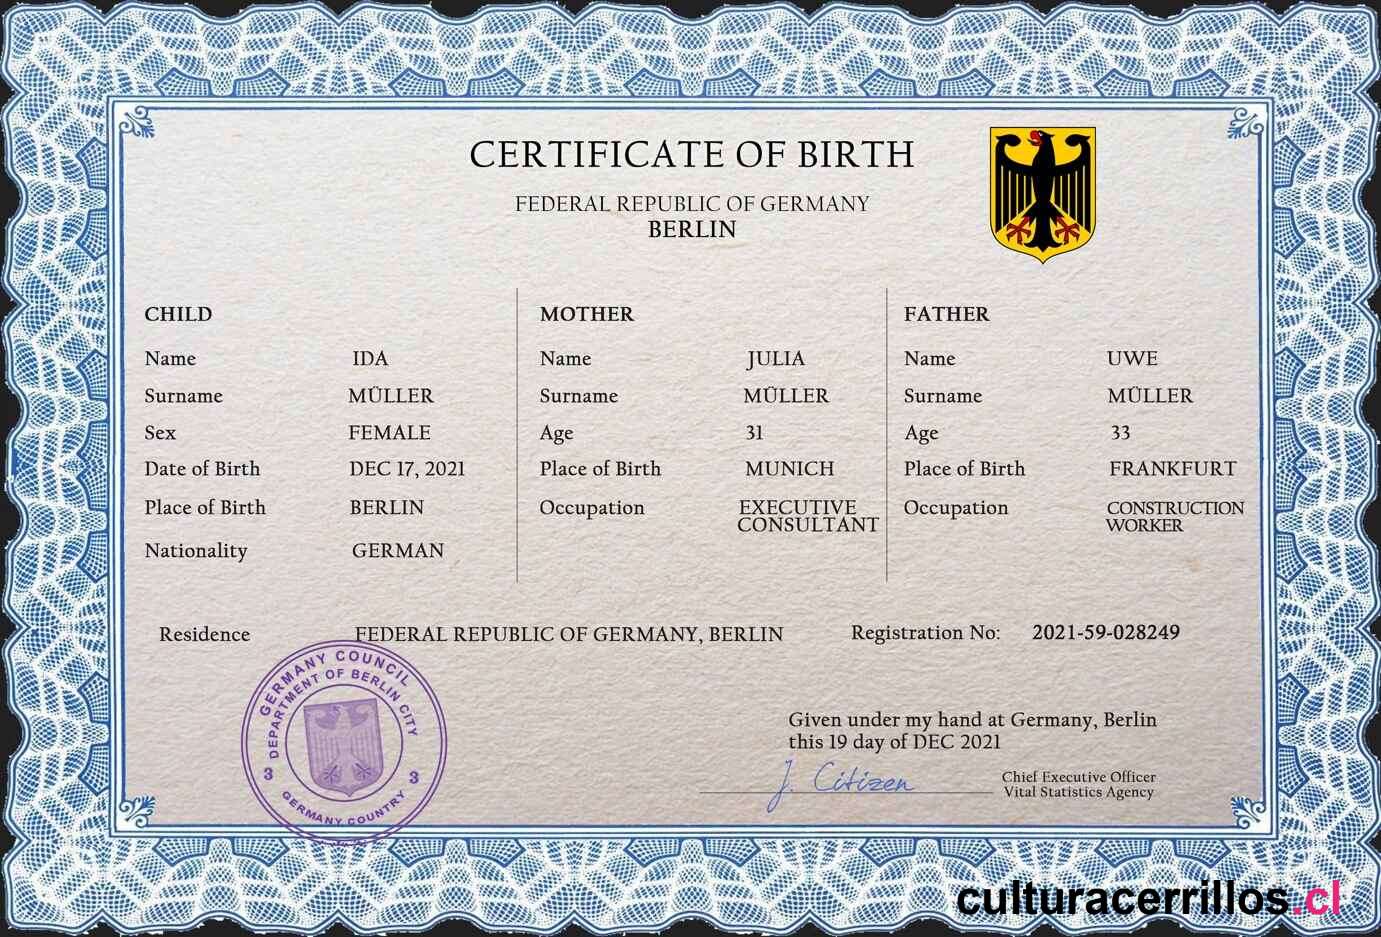 CERTIFICATE OF BIRTH
FEDERAL REPUBLIC OF GERMANY
BERLIN
CHILD
Name IDA
Surname MÜLLER
Sex FEMALE
Date of Birth DEC 17, 2021
Place of Birth BERLIN
Nationality GERMAN
MOTHER
Name JULIA
Surname MÜLLER
Age 31
Place of Birth MUNICH
Occupation EXECUTIVE
CONSULTANT
FATHER
Name UWE
Surname MÜLLER
Age 33
Place of Birth FRANKFURT
Occupation CONSTRUCTION
WORKER
Residence FEDERAL REPUBLIC OF GERMANY, BERLIN
Registration No: 2021-59-028249
GERMANY COUNCIL
DEPARTMENT OF BERLIN CITY
3 3
GERMANY COUNTRY
Given under my hand at Germany, Berlin
this 19 day of DEC 2021
J. Citizen
Chief Executive Officer
Vital Statistics Agency
culturacerrillos.cl